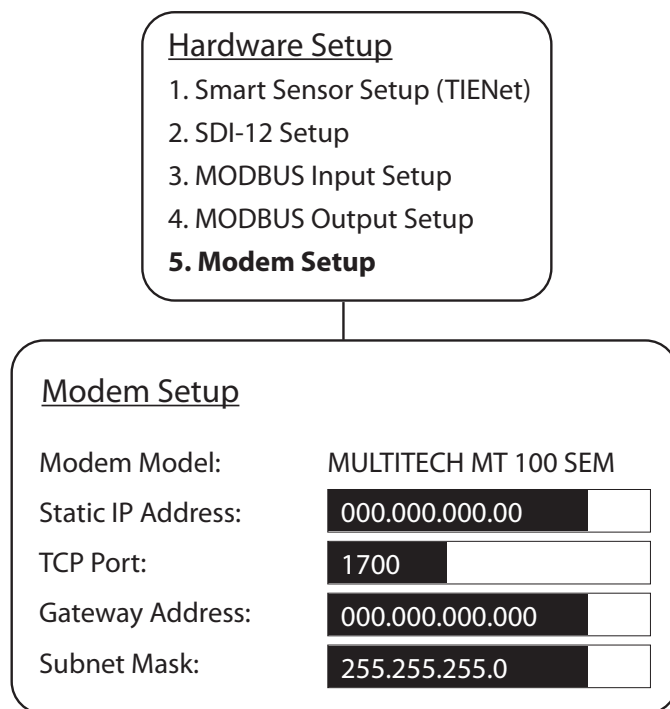 Hardware Setup
1. Smart Sensor Setup (TIENet)
2. SDI-12 Setup
3. MODBUS Input Setup
4. MODBUS Output Setup
5. Modem Setup
Modem Setup
Modem Model: MULTITECH MT 100 SEM
Static IP Address: 000.000.000.00
TCP Port: 1700
Gateway Address: 000.000.000.000
Subnet Mask: 255.255.255.0